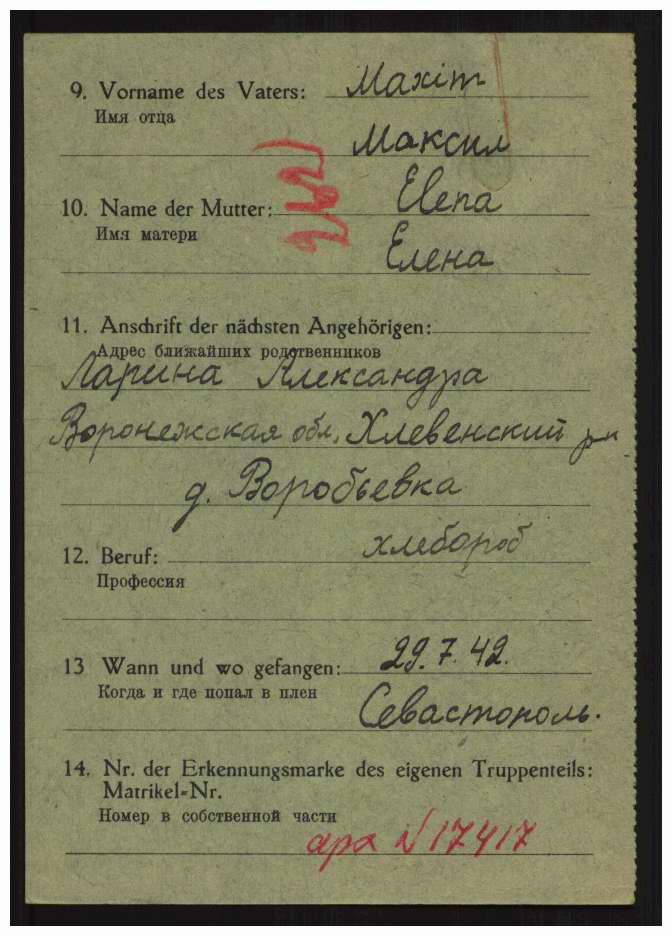 9. Vorname des Vaters: Maxim
Имя отца
Максим
10. Name der Mutter: Elena
Имя матери
Елена
11. Anschrift der nächsten Angehörigen:
Адрес ближайших родственников
Ларина Александра
Воронежская обл, Хлевенский р-н
д. Воробьевка
12. Beruf: хлебороб
Профессия
13 Wann und wo gefangen: 29.7.42.
Когда и где попал в плен
Севастополь.
14. Nr. der Erkennungsmarke des eigenen Truppenteils:
Matrikel-Nr.
Номер в собственной части
арх N 17417